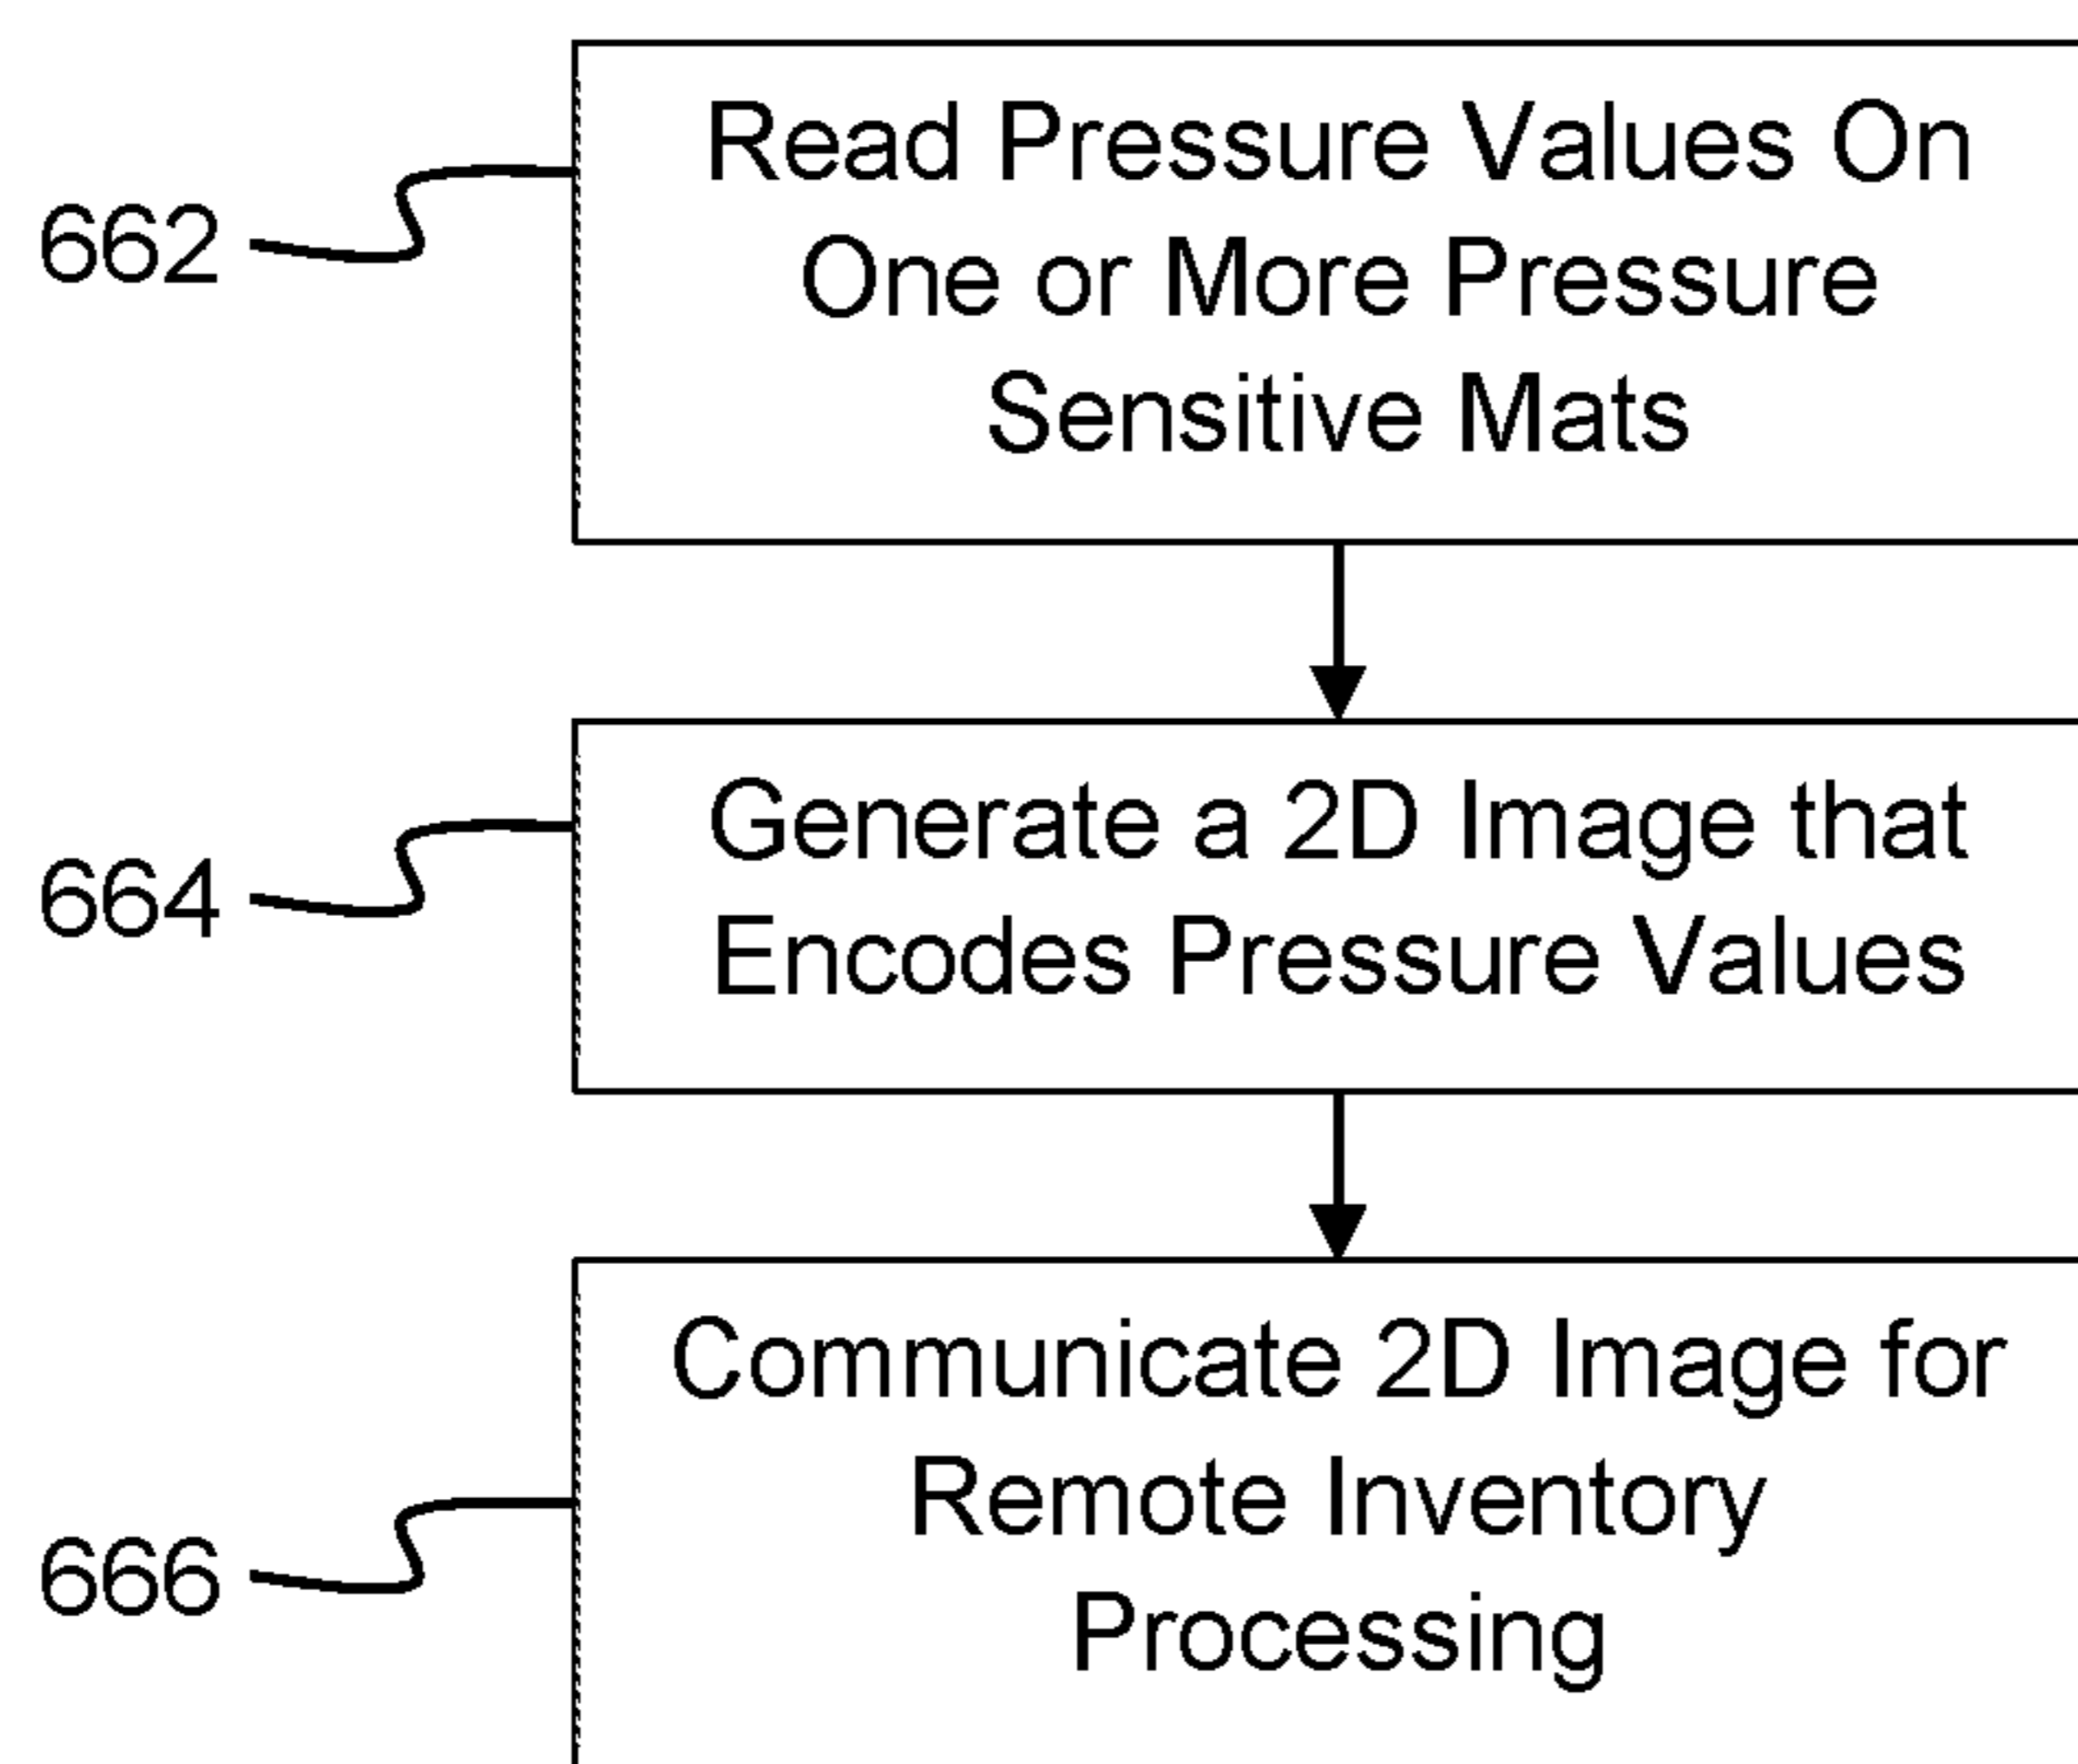 662
Read Pressure Values On
One or More Pressure
Sensitive Mats
664
Generate a 2D Image that
Encodes Pressure Values
666
Communicate 2D Image for
Remote Inventory
Processing